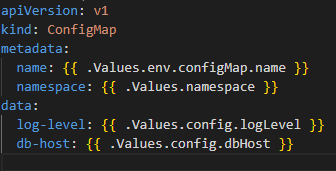 apiVersion: v1
kind: ConfigMap
metadata:
  name: {{ .Values.env.configMap.name }}
  namespace: {{ .Values.namespace }}
data:
  log-level: {{ .Values.config.logLevel }}
  db-host: {{ .Values.config.dbHost }}